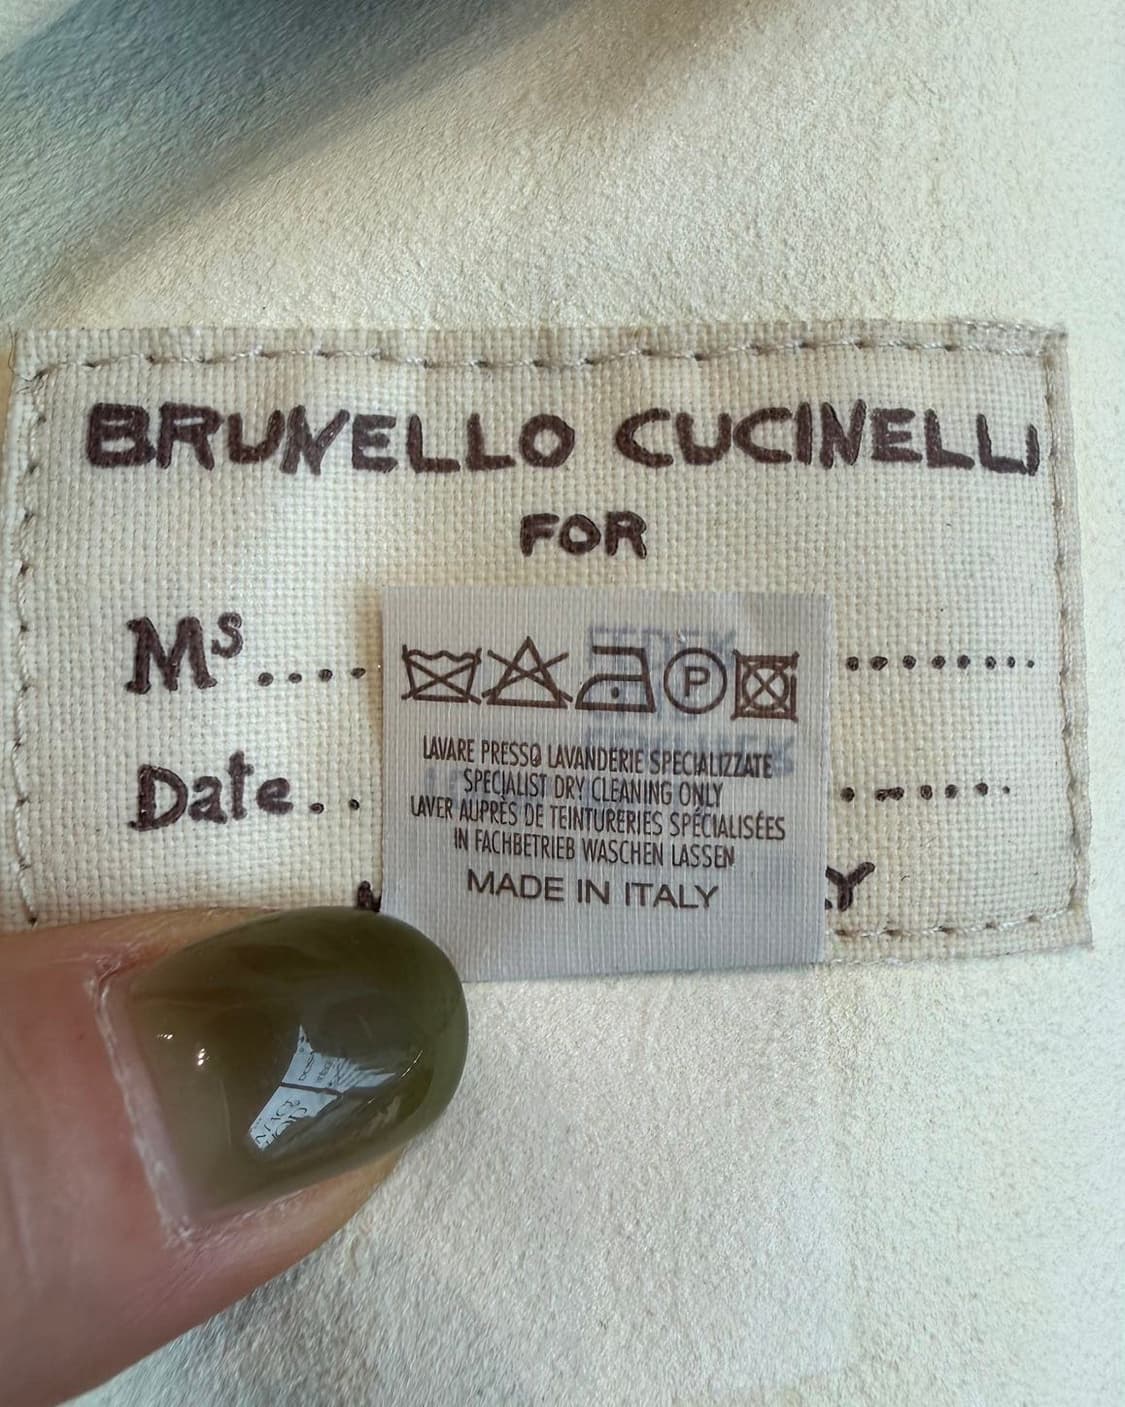 BRUNELLO CUCINELLI
FOR
Ms.... .........
Date.. .......
P
LAVARE PRESSO LAVANDERIE SPECIALIZZATE
SPECIALIST DRY CLEANING ONLY
LAVER AUPRÈS DE TEINTURERIES SPÉCIALISÉES
IN FACHBETRIEB WASCHEN LASSEN
MADE IN ITALY